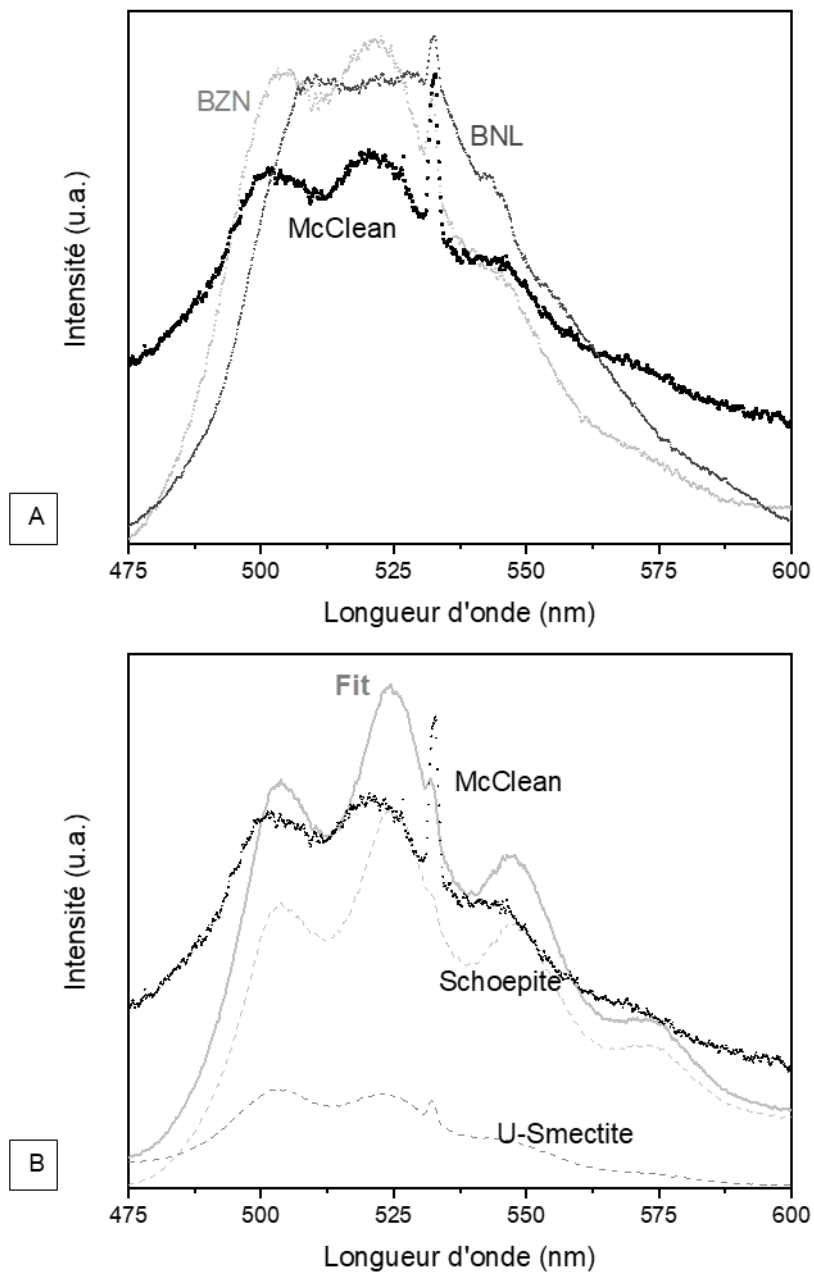 BZN
BNL
McClean
Intensité (u.a.)
A
475 500 525 550 575 600
Longueur d'onde (nm)
Fit
McClean
Intensité (u.a.)
Schoepite
U-Smectite
B
475 500 525 550 575 600
Longueur d'onde (nm)